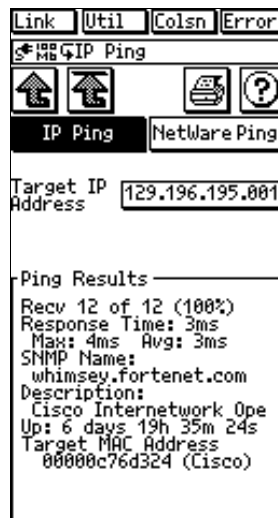 Link Util Colsn Error
100 MB IP Ping
?
IP Ping NetWare Ping
Target IP Address 129.196.195.001
Ping Results
Recv 12 of 12 (100%)
Response Time: 3ms
Max: 4ms Avg: 3ms
SNMP Name:
whimsey.fortenet.com
Description:
Cisco Internetwork Ope
Up: 6 days 19h 35m 24s
Target MAC Address
00000c76d324 (Cisco)